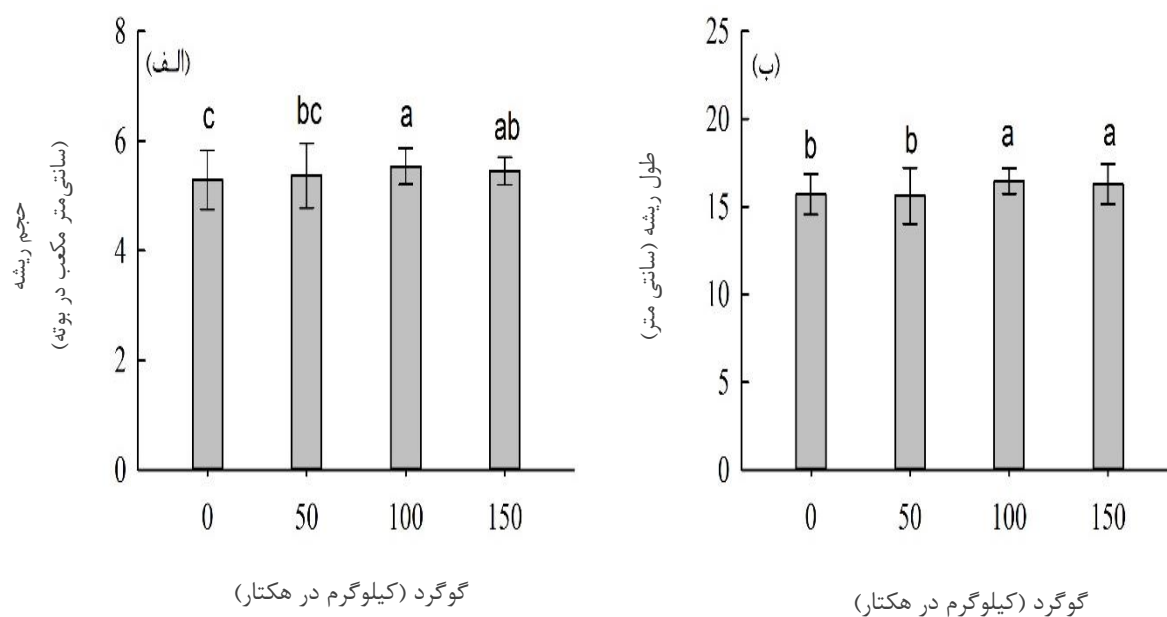 (الف)
8
6
4
2
0
c
bc
a
ab
0 50 100 150
حجم ریشه
(سانتی‌متر مکعب در بوته)
گوگرد (کیلوگرم در هکتار)
(ب)
25
20
15
10
5
0
b
b
a
a
0 50 100 150
طول ریشه (سانتی متر)
گوگرد (کیلوگرم در هکتار)